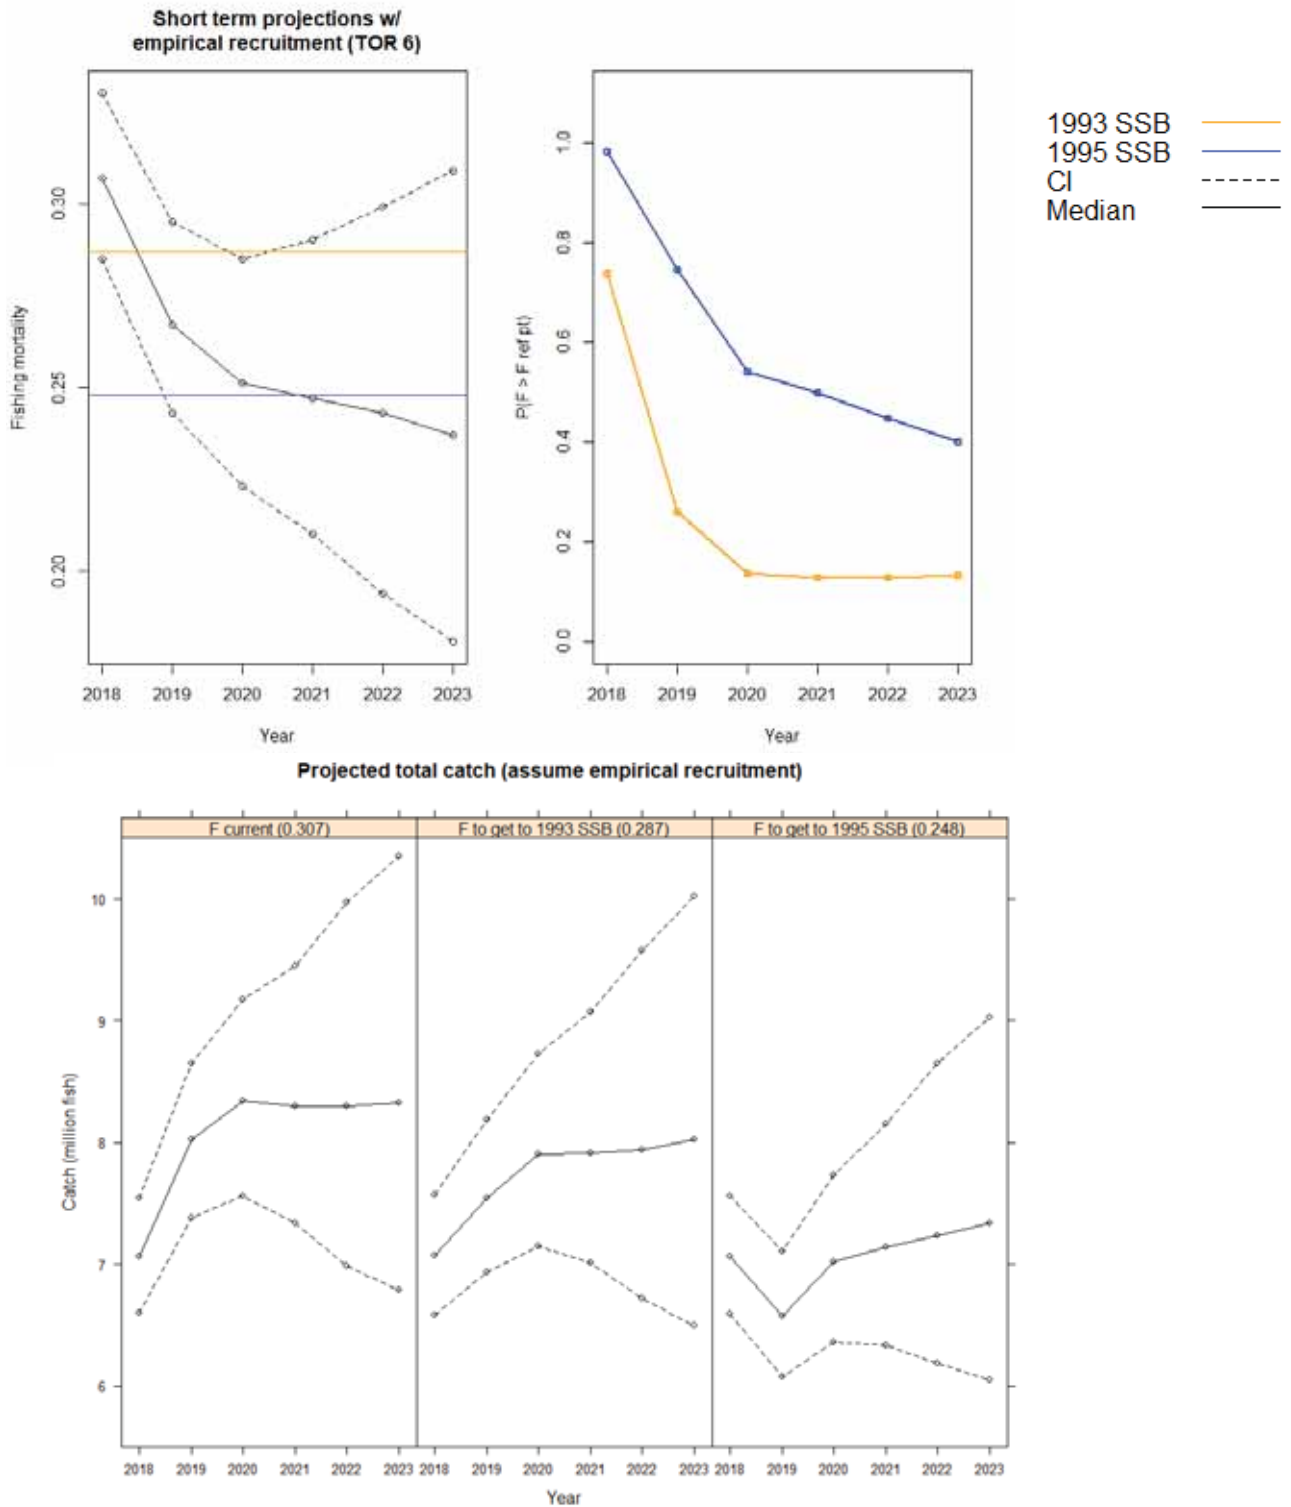 Short term projections w/
empirical recruitment (TOR 6)
Fishing mortality
0.30
0.25
0.20
2018 2019 2020 2021 2022 2023
Year
P(F > F ref pt)
1.0
0.8
0.6
0.4
0.2
0.0
2018 2019 2020 2021 2022 2023
Year
1993 SSB
1995 SSB
CI
Median
Projected total catch (assume empirical recruitment)
F current (0.307)
F to get to 1993 SSB (0.287)
F to get to 1995 SSB (0.248)
Catch (million fish)
10
9
8
7
6
2018 2019 2020 2021 2022 2023
2018 2019 2020 2021 2022 2023
2018 2019 2020 2021 2022 2023
Year